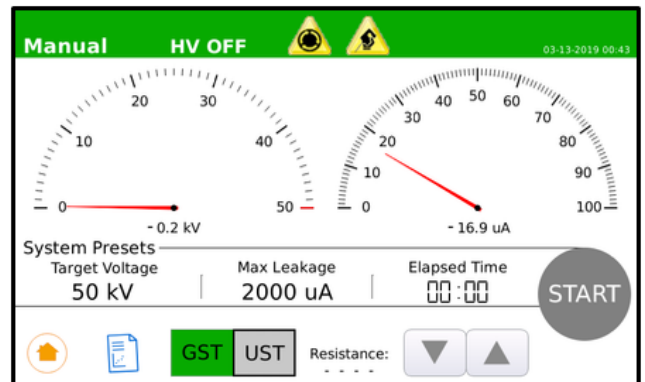 Manual HV OFF 03-13-2019 00:43
0 10 20 30 40 50
0 10 20 30 40 50 60 70 80 90 100
- 0.2 kV - 16.9 uA
System Presets
Target Voltage Max Leakage Elapsed Time
50 kV 2000 uA 00:00
START
GST UST Resistance:
- - - -